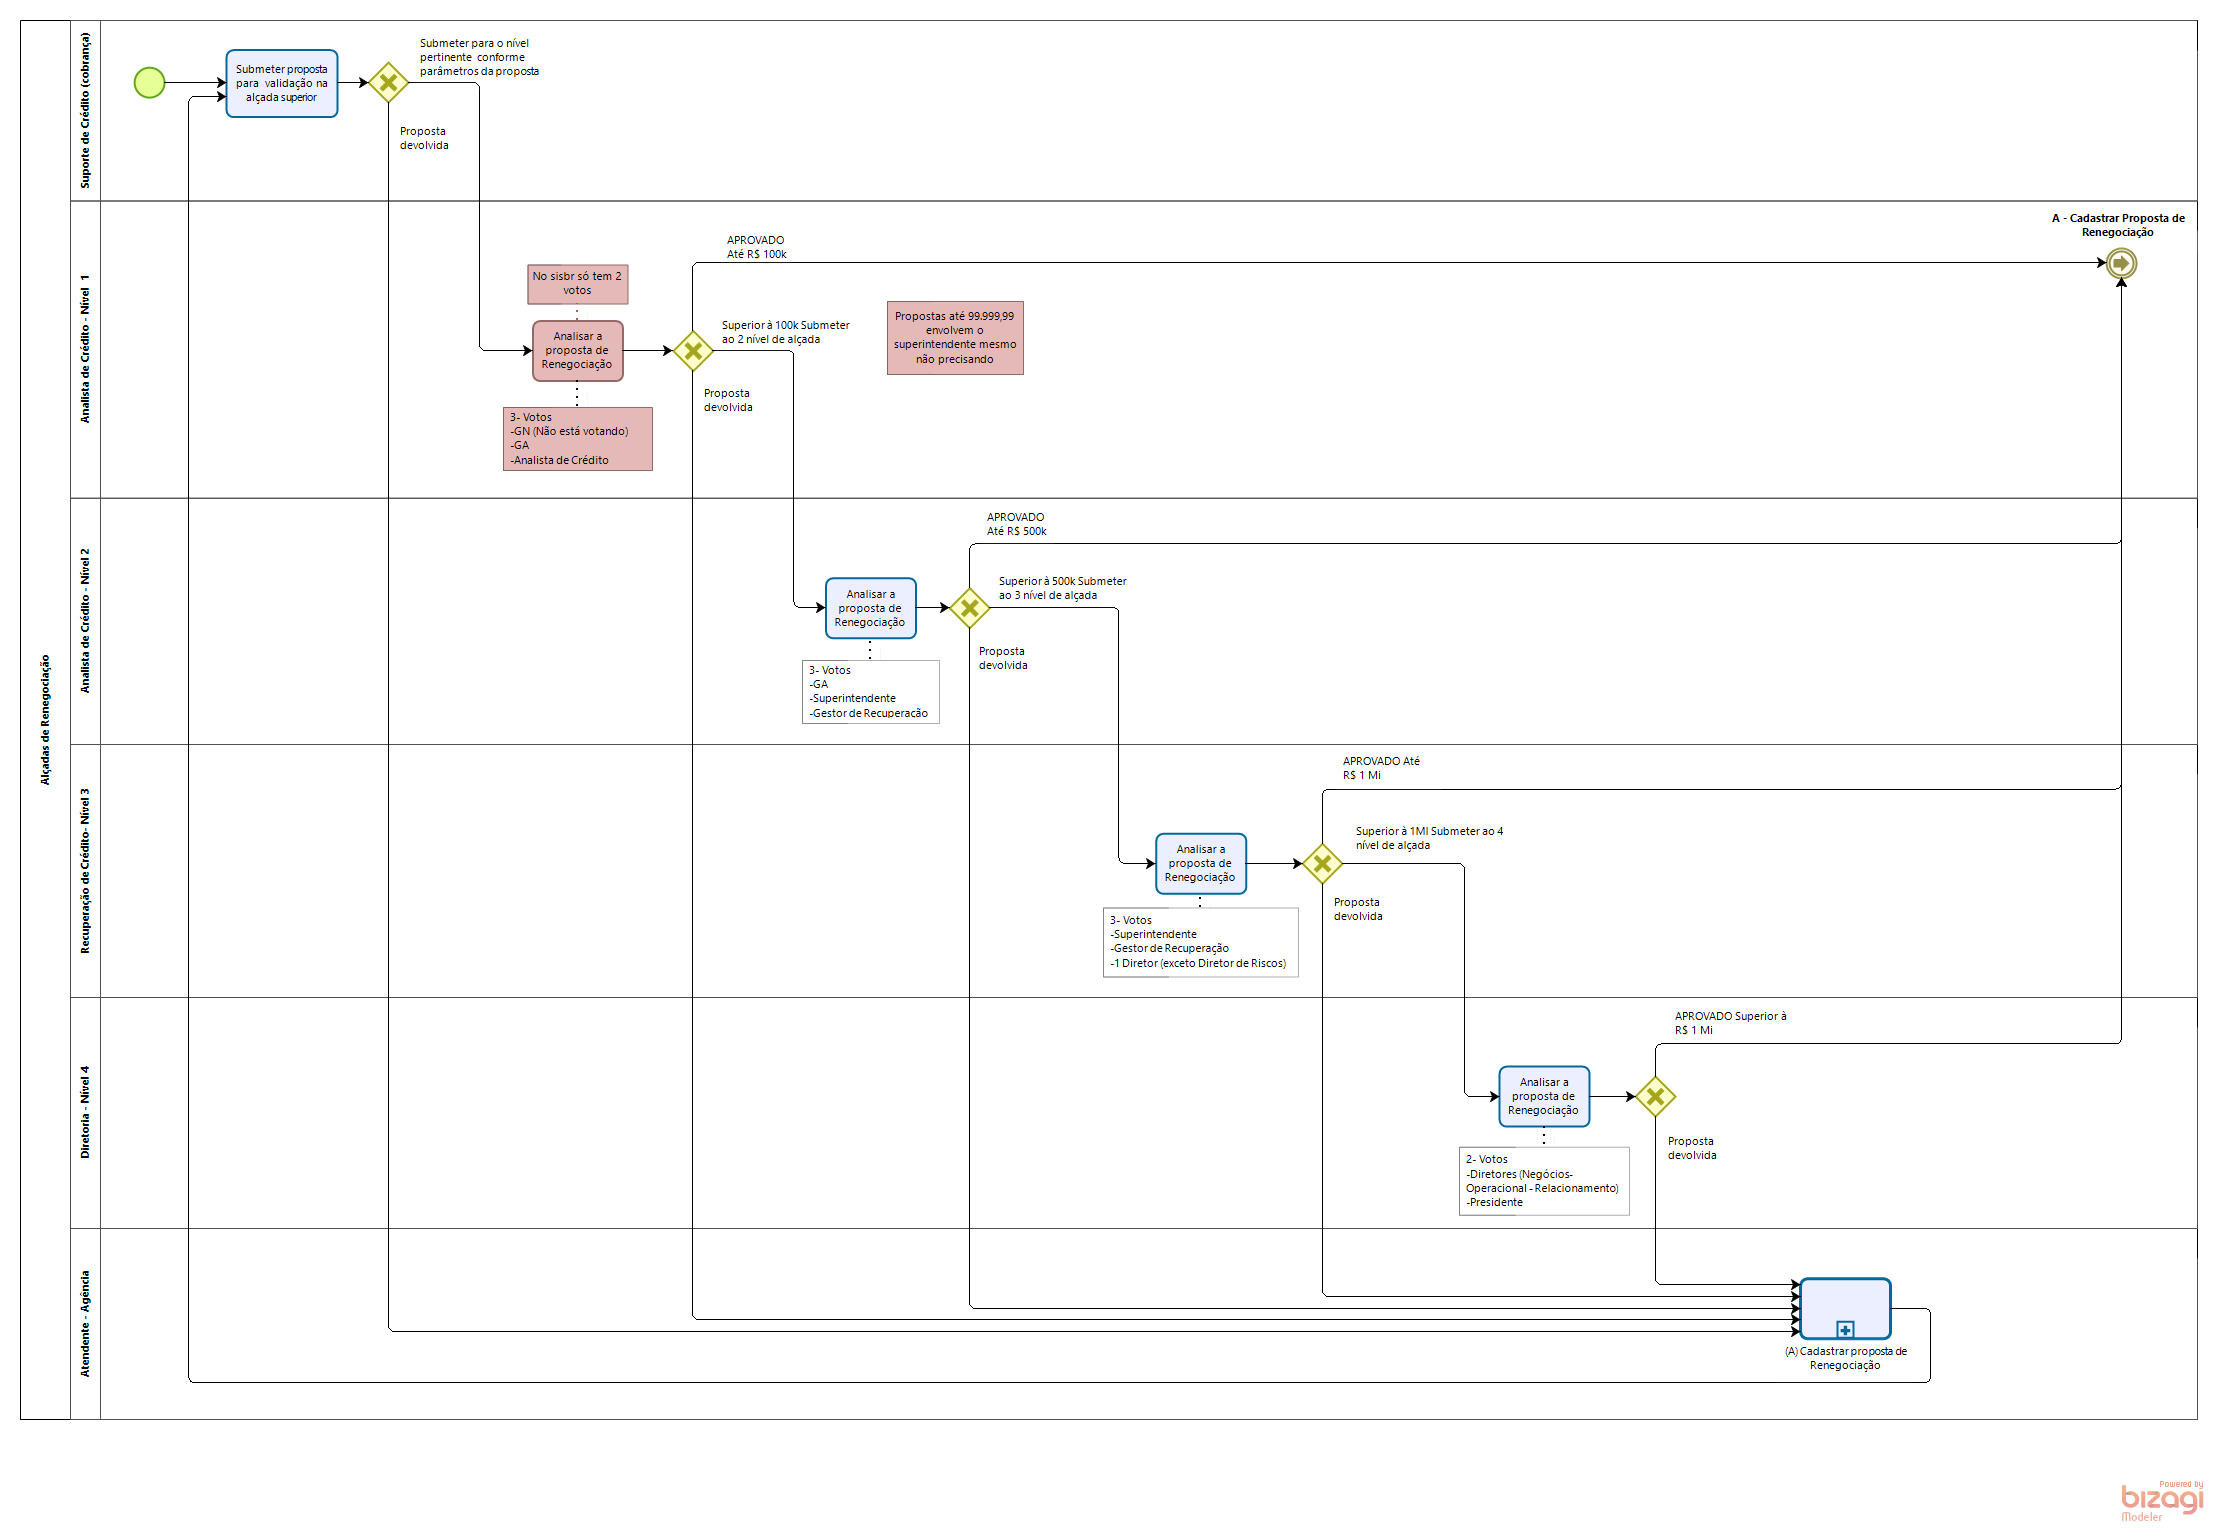 Alçadas de Renegociação
Suporte de Crédito (cobrança)
Submeter proposta
para validação na
alçada superior
Submeter para o nível
pertinente conforme
parâmetros da proposta
Proposta
devolvida
Analista de Crédito - Nível 1
A - Cadastrar Proposta de
Renegociação
APROVADO
Até R$ 100k
No sisbr só tem 2
votos
Analisar a
proposta de
Renegociação
Superior à 100k Submeter
ao 2 nível de alçada
Propostas até 99.999,99
envolvem o
superintendente mesmo
não precisando
Proposta
devolvida
3- Votos
-GN (Não está votando)
-GA
-Analista de Crédito
Analista de Crédito - Nível 2
APROVADO
Até R$ 500k
Analisar a
proposta de
Renegociação
Superior à 500k Submeter
ao 3 nível de alçada
Proposta
devolvida
3- Votos
-GA
-Superintendente
-Gestor de Recuperação
Recuperação de Crédito- Nível 3
APROVADO Até
R$ 1 Mi
Analisar a
proposta de
Renegociação
Superior à 1MI Submeter ao 4
nível de alçada
Proposta
devolvida
3- Votos
-Superintendente
-Gestor de Recuperação
-1 Diretor (exceto Diretor de Riscos)
Diretoria - Nível 4
APROVADO Superior à
R$ 1 Mi
Analisar a
proposta de
Renegociação
Proposta
devolvida
2- Votos
-Diretores (Negócios-
Operacional - Relacionamento)
-Presidente
Atendente - Agência
(A) Cadastrar proposta de
Renegociação
Powered by
bizagi
Modeler